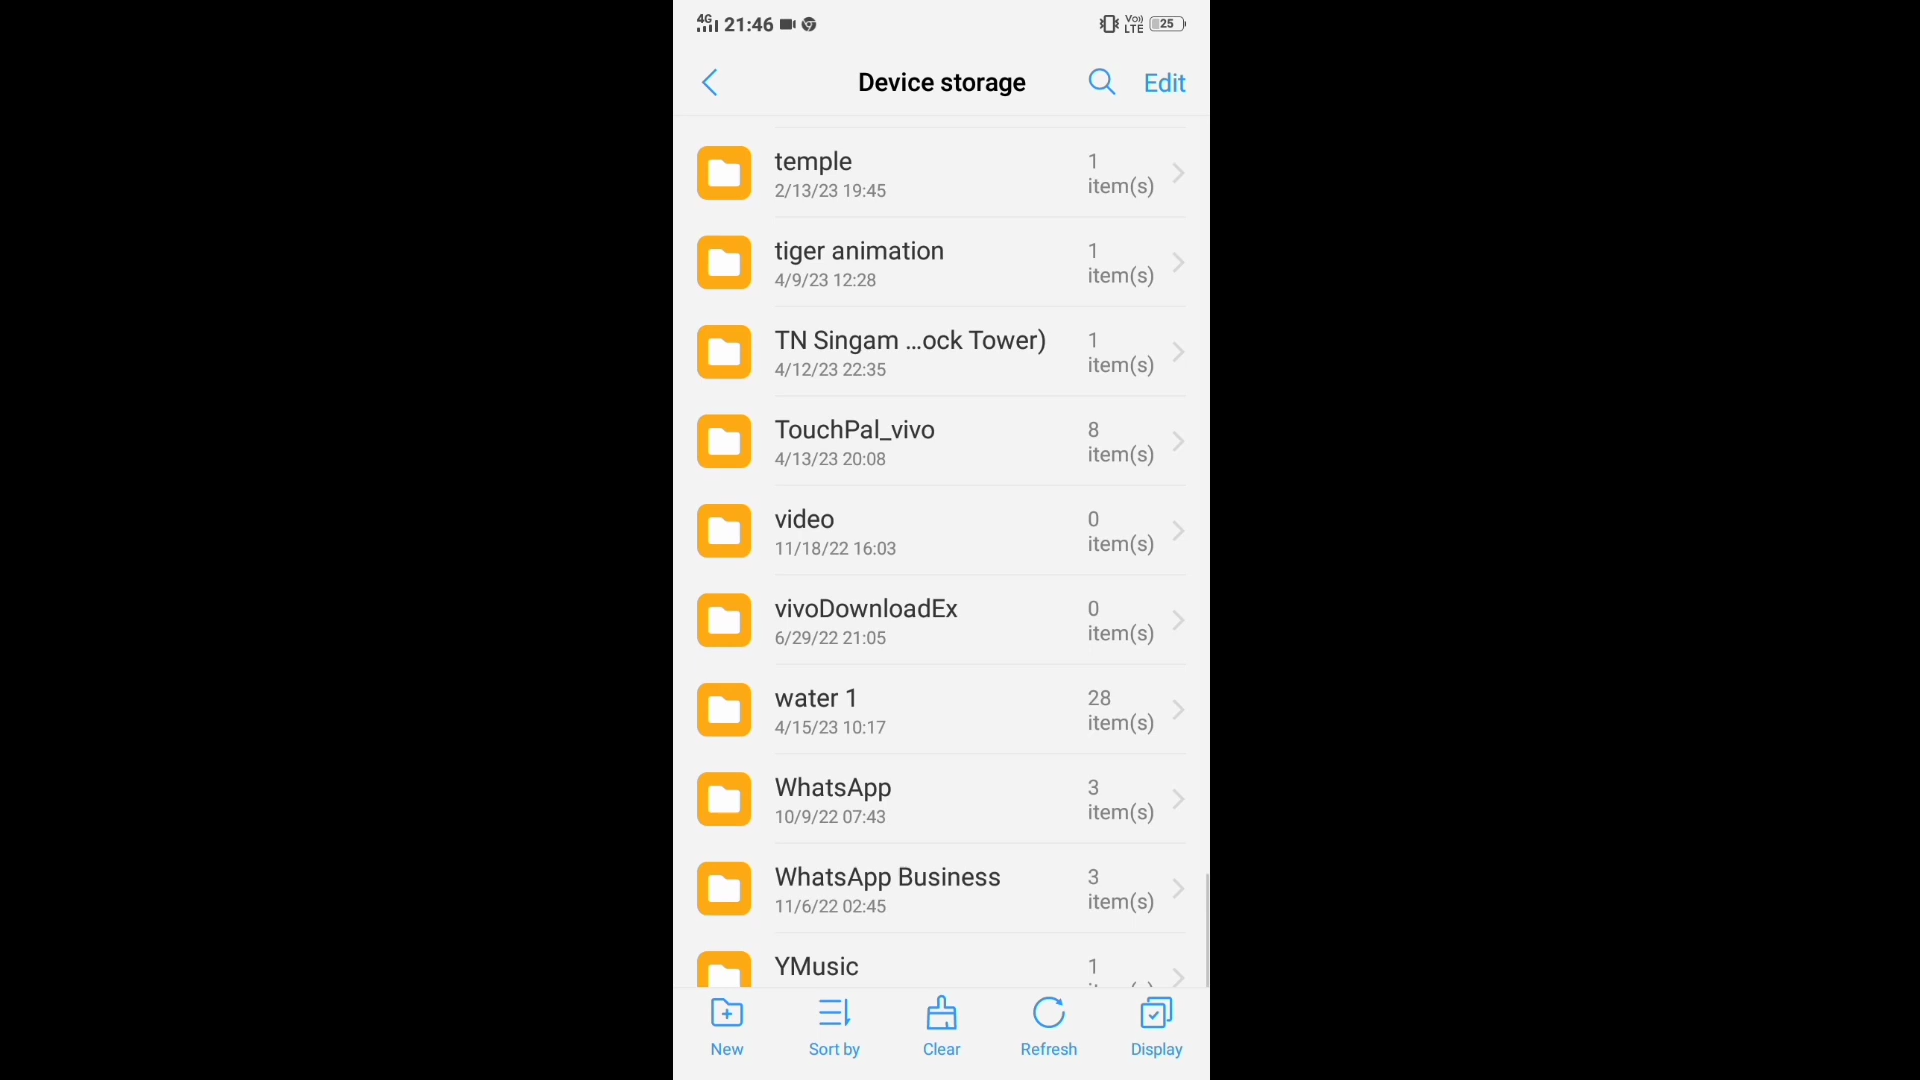 4G 21:46 Vo)) LTE 25
Device storage Edit
temple 1
2/13/23 19:45 item(s)
tiger animation 1
4/9/23 12:28 item(s)
TN Singam ...ock Tower) 1
4/12/23 22:35 item(s)
TouchPal_vivo 8
4/13/23 20:08 item(s)
video 0
11/18/22 16:03 item(s)
vivoDownloadEx 0
6/29/22 21:05 item(s)
water 1 28
4/15/23 10:17 item(s)
WhatsApp 3
10/9/22 07:43 item(s)
WhatsApp Business 3
11/6/22 02:45 item(s)
YMusic 1
New Sort by Clear Refresh Display